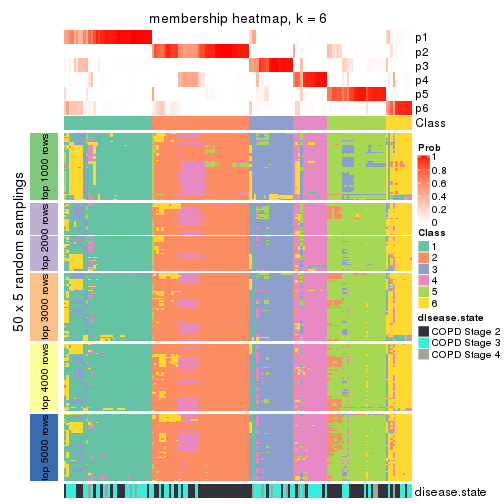 membership heatmap, k = 6
p1
p2
p3
p4
p5
p6
Class
50 x 5 random samplings
top 1000 rows
top 2000 rows
top 3000 rows
top 4000 rows
top 5000 rows
Prob
1
0.8
0.6
0.4
0.2
0
Class
1
2
3
4
5
6
disease.state
COPD Stage 2
COPD Stage 3
COPD Stage 4
disease.state